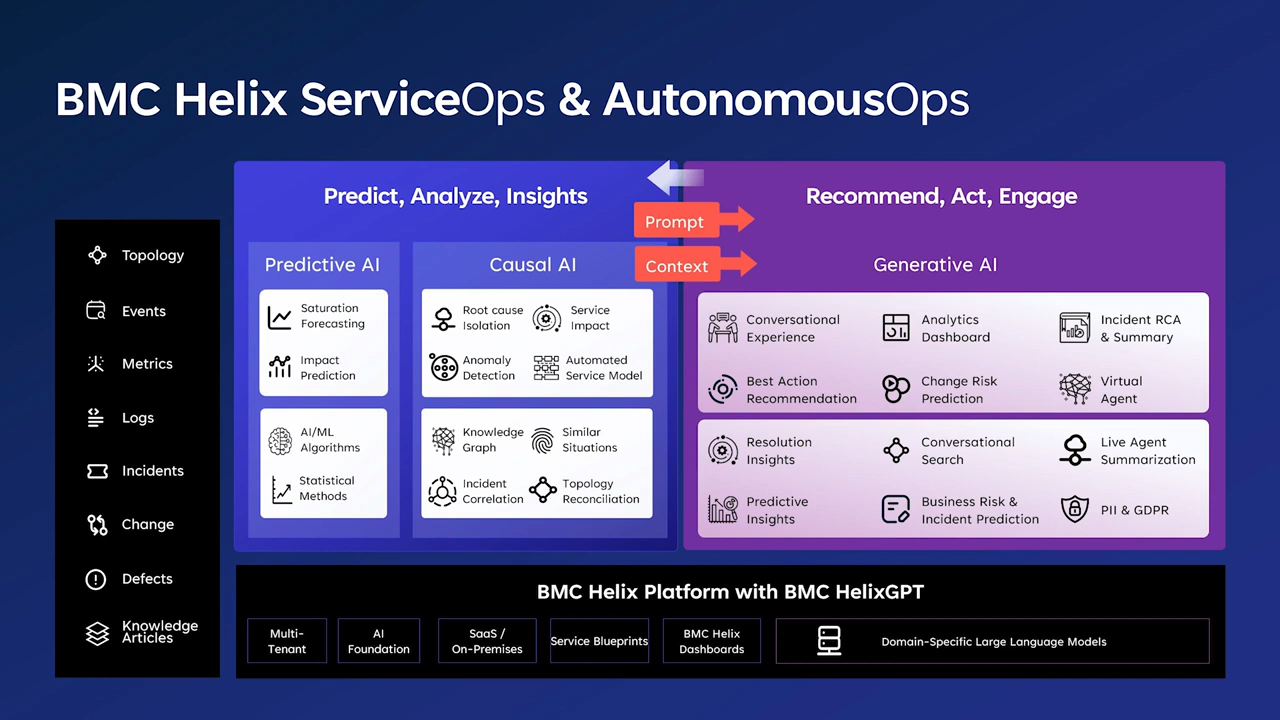 BMC Helix ServiceOps & AutonomousOps
Topology
Events
Metrics
Logs
Incidents
Change
Defects
Knowledge
Articles
Predict, Analyze, Insights
Predictive AI
Saturation
Forecasting
Impact
Prediction
AI/ML
Algorithms
Statistical
Methods
Causal AI
Root cause
Isolation
Service
Impact
Anomaly
Detection
Automated
Service Model
Knowledge
Graph
Similar
Situations
Incident
Correlation
Topology
Reconciliation
Prompt
Context
Recommend, Act, Engage
Generative AI
Conversational
Experience
Analytics
Dashboard
Incident RCA
& Summary
Best Action
Recommendation
Change Risk
Prediction
Virtual
Agent
Resolution
Insights
Conversational
Search
Live Agent
Summarization
Predictive
Insights
Business Risk &
Incident Prediction
PII & GDPR
BMC Helix Platform with BMC HelixGPT
Multi-
Tenant
AI
Foundation
SaaS /
On-Premises
Service Blueprints
BMC Helix
Dashboards
Domain-Specific Large Language Models